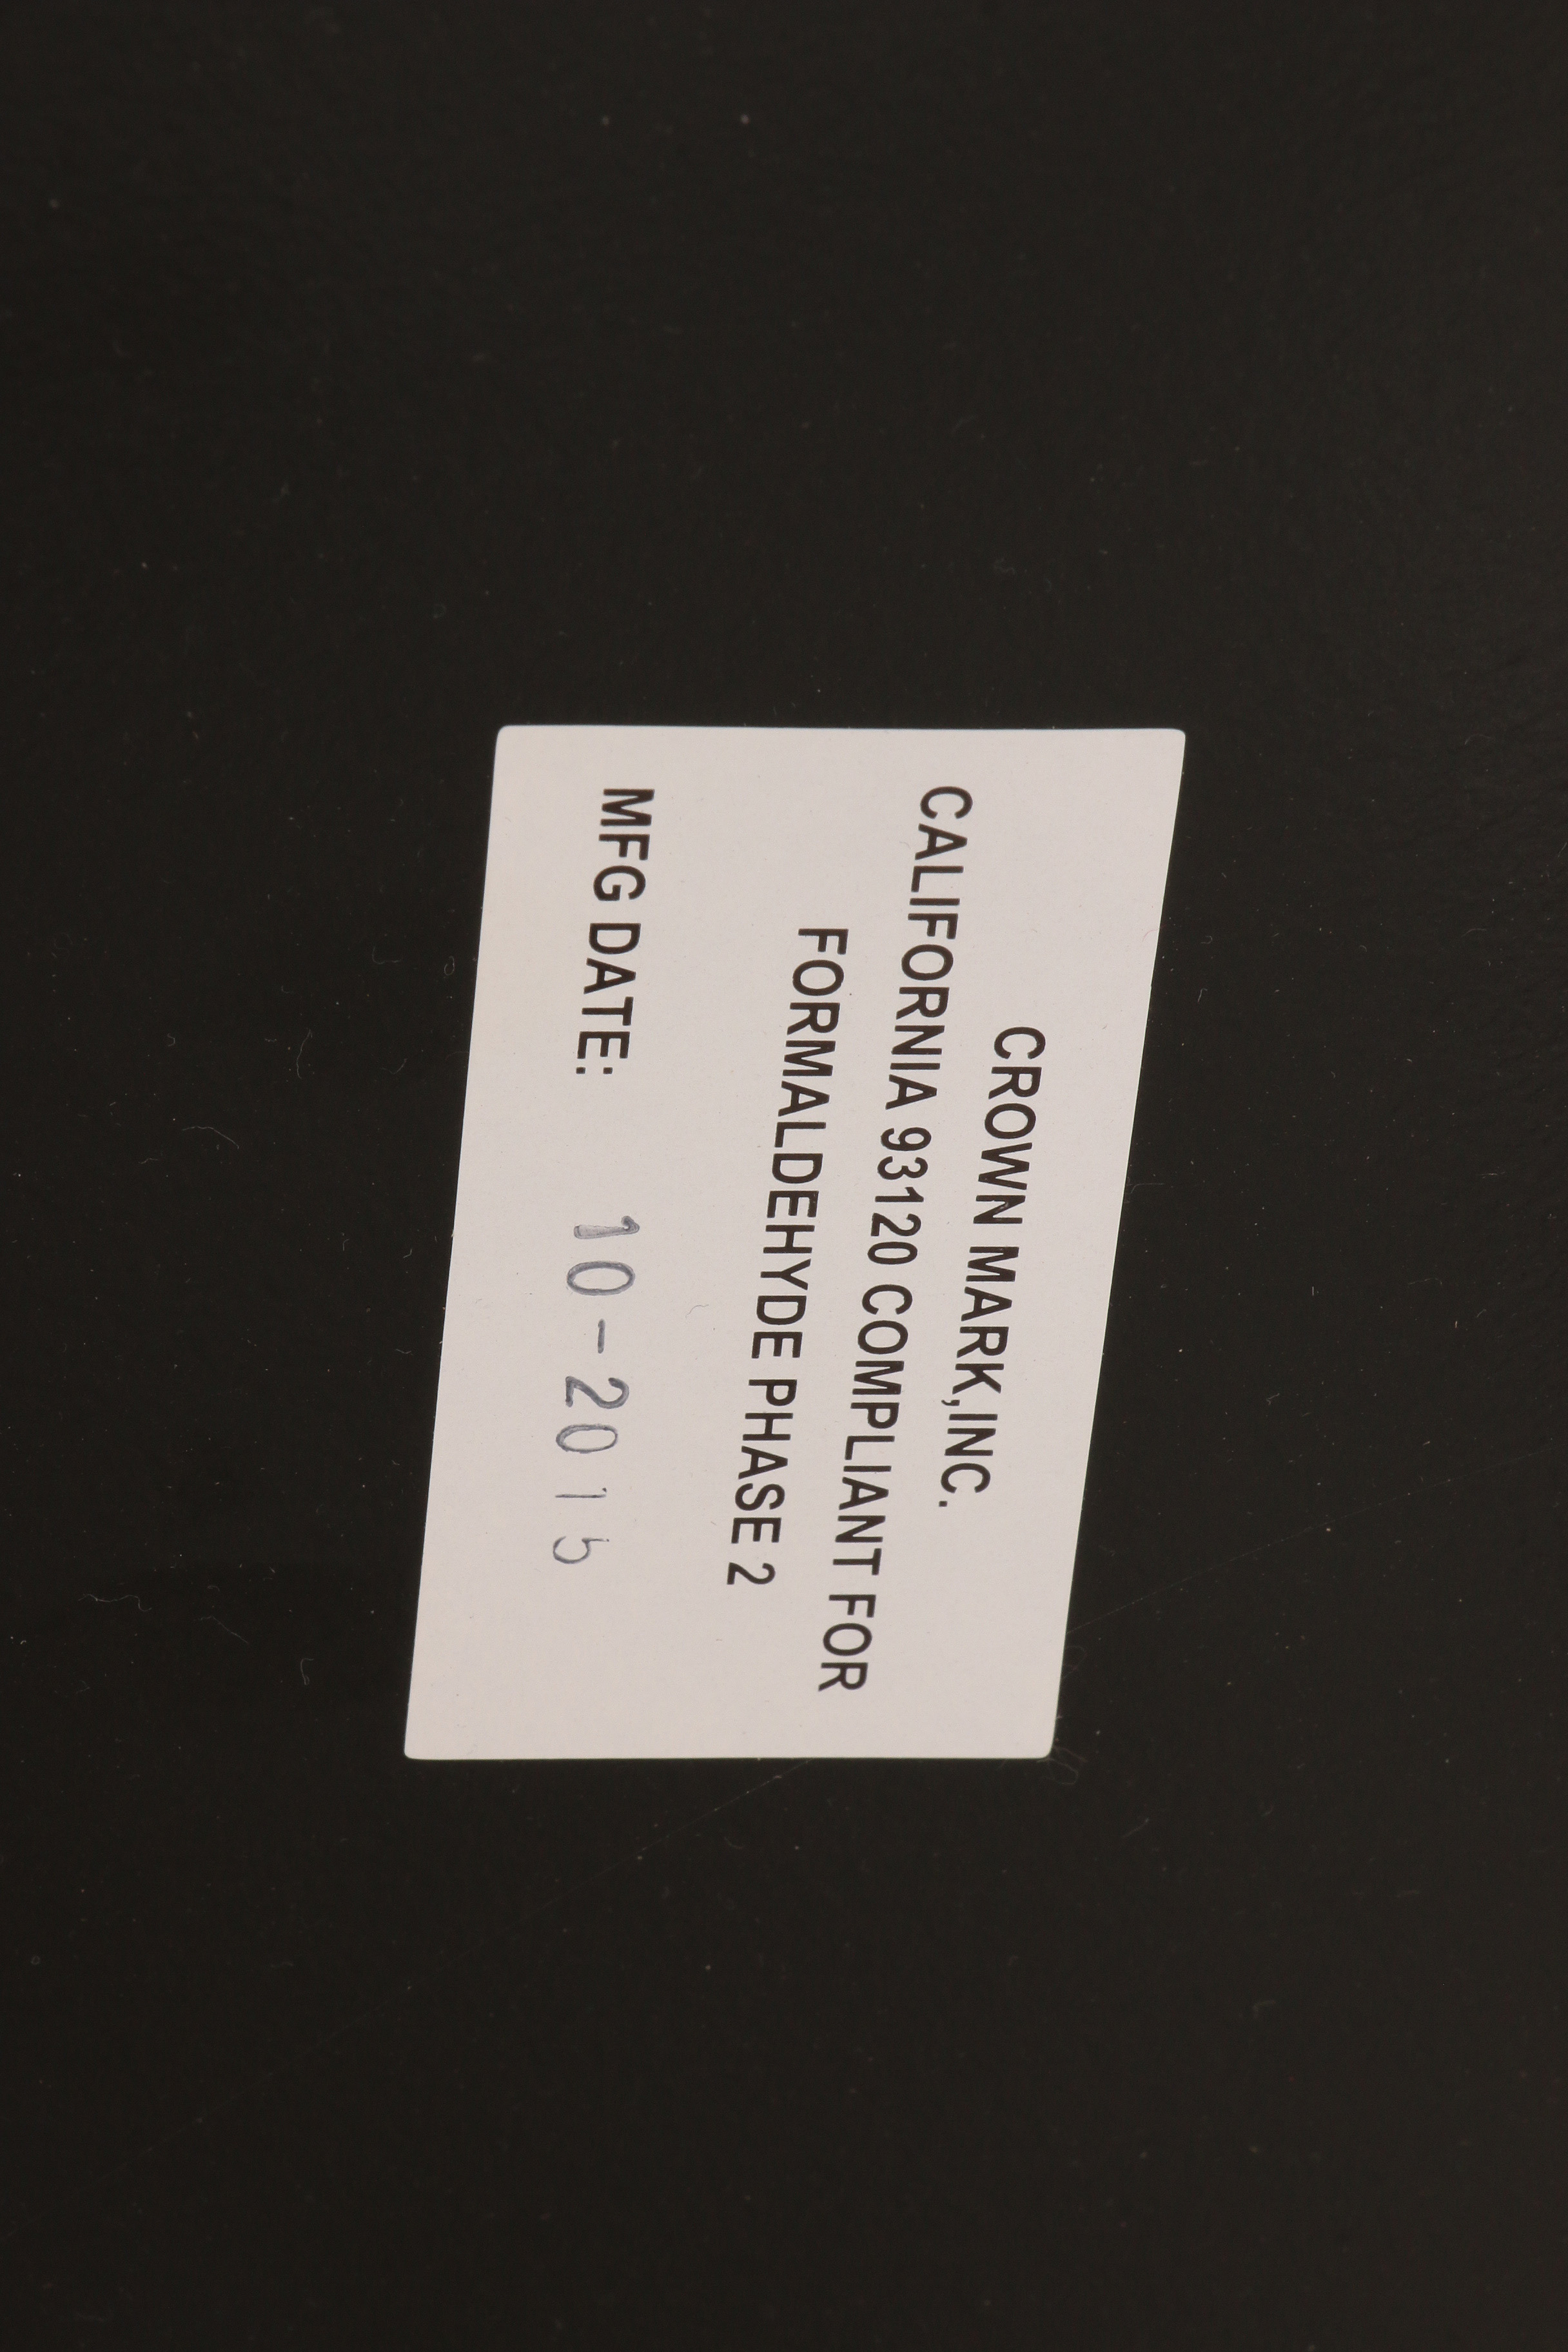 CROWN MARK,INC.
CALIFORNIA 93120 COMPLIANT FOR
FORMALDEHYDE PHASE 2
MFG DATE: 10-2015